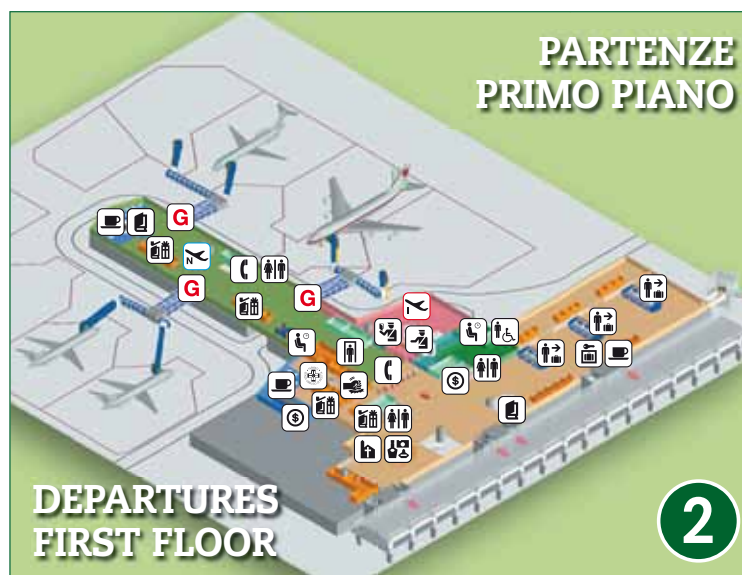 PARTENZE
PRIMO PIANO
G
N
G
G
I
$
$
DEPARTURES
FIRST FLOOR
2